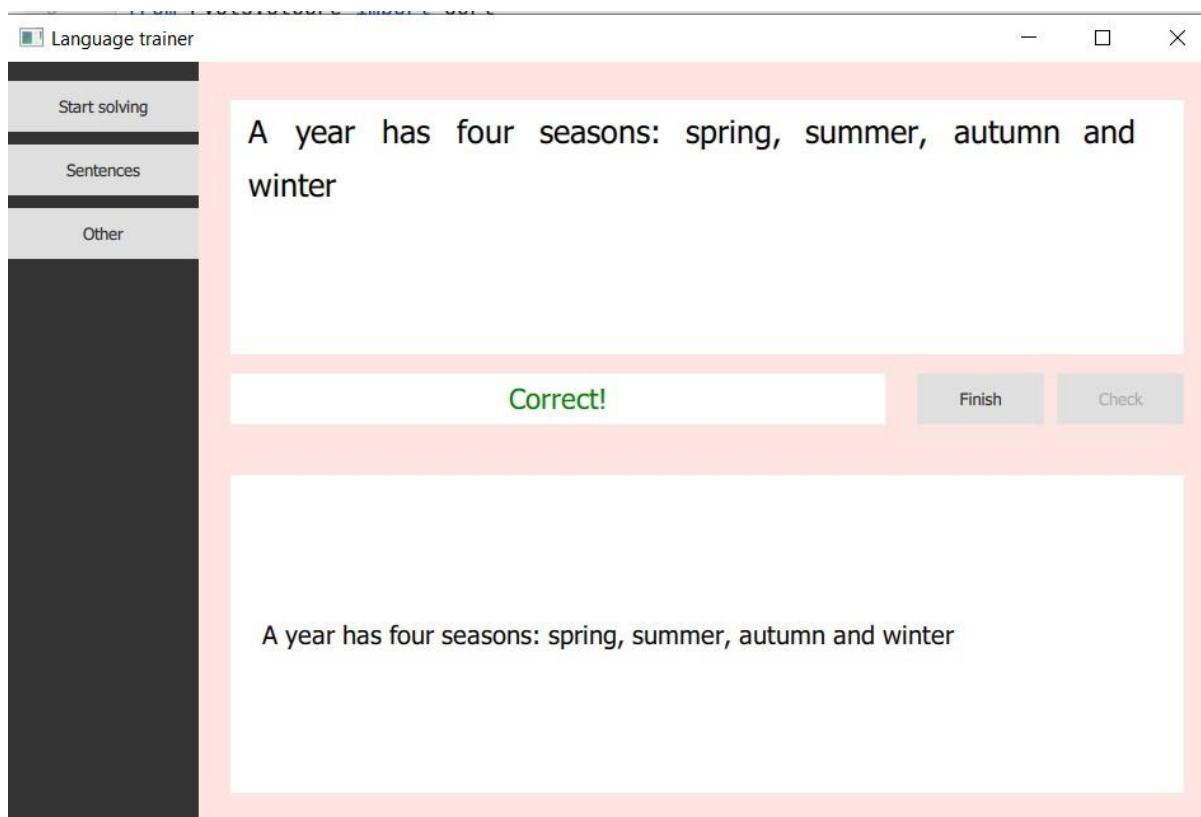 Language trainer
Start solving
Sentences
Other
A year has four seasons: spring, summer, autumn and
winter
Correct!
Finish
Check
A year has four seasons: spring, summer, autumn and winter